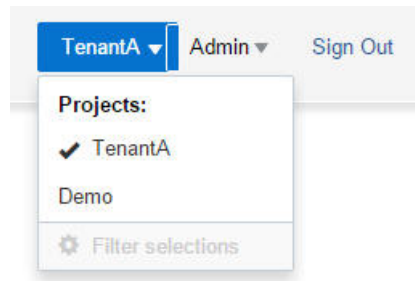 TenantA Admin Sign Out
Projects:
TenantA
Demo
Filter selections